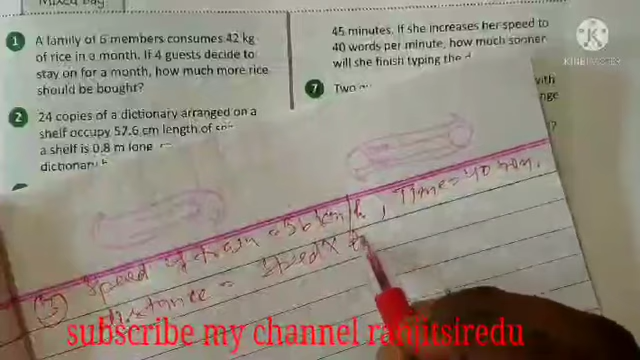 Mixed Bag
1 A family of 6 members consumes 42 kg
of rice in a month. If 4 guests decide to
stay on for a month, how much more rice
should be bought?
2 24 copies of a dictionary arranged on a
shelf occupy 57.6 cm length of
a shelf is 0.8 m long
45 minutes. If she increases her speed to
40 words per minute, how much sooner
will she finish typing the
7 Two
with
KINEMASTER
Speed of train = 56 km/h, Time = 40
distance = Speed x
subscribe my channel ranjitsiredu